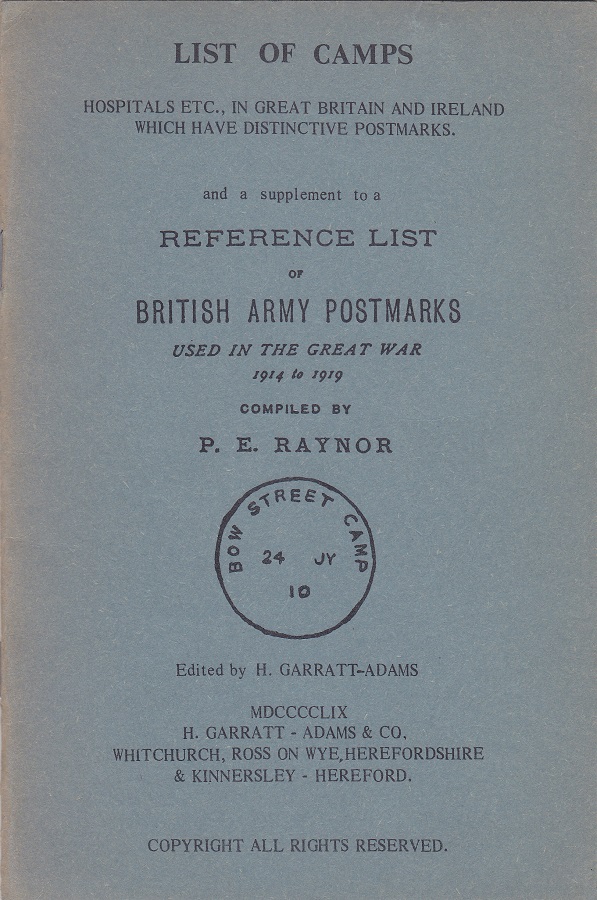 LIST OF CAMPS
HOSPITALS ETC., IN GREAT BRITAIN AND IRELAND
WHICH HAVE DISTINCTIVE POSTMARKS.
and a supplement to a
REFERENCE LIST
OF
BRITISH ARMY POSTMARKS
USED IN THE GREAT WAR
1914 to 1919
COMPILED BY
P. E. RAYNOR
BOW STREET CAMP
24 JY
10
Edited by H. GARRATT-ADAMS
MDCCCCLIX
H. GARRATT - ADAMS & CO.
WHITCHURCH, ROSS ON WYE,HEREFORDSHIRE
& KINNERSLEY - HEREFORD.
COPYRIGHT ALL RIGHTS RESERVED.